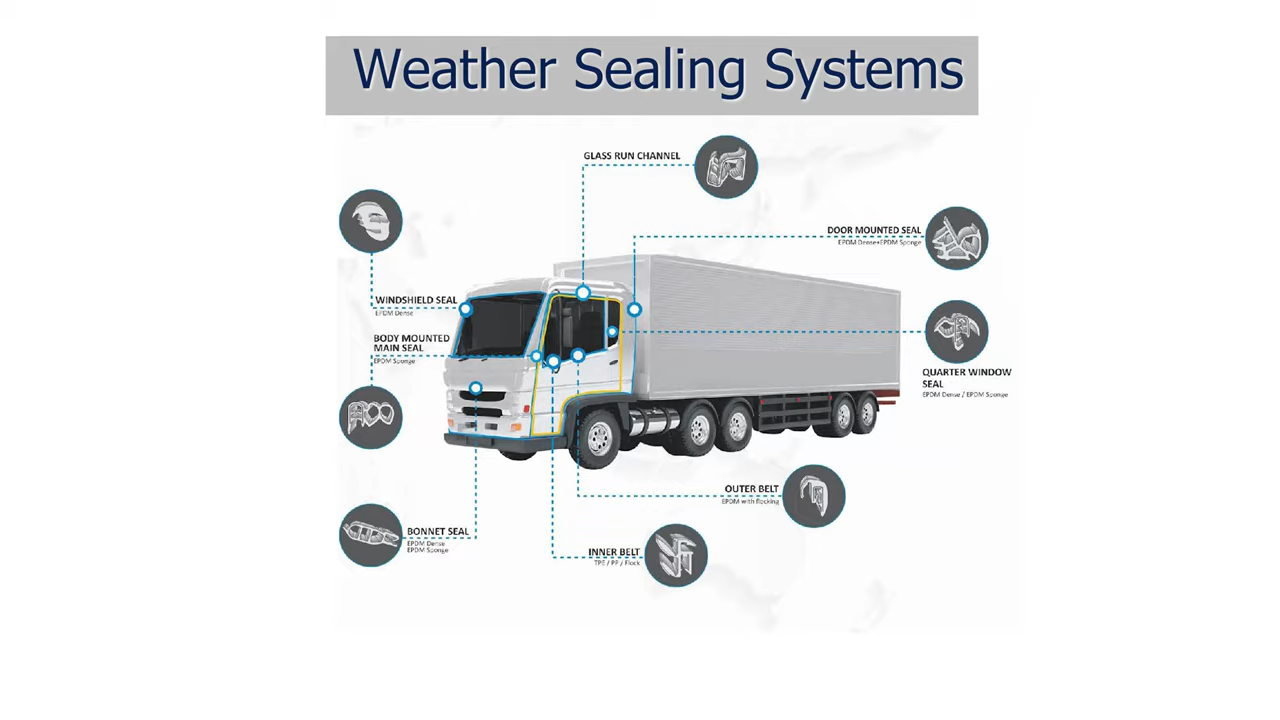 Weather Sealing Systems
GLASS RUN CHANNEL
DOOR MOUNTED SEAL
EPDM Dense+EPDM Sponge
WINDSHIELD SEAL
EPDM Dense
BODY MOUNTED
MAIN SEAL
EPDM Sponge
QUARTER WINDOW
SEAL
EPDM Dense / EPDM Sponge
OUTER BELT
EPDM with flocking
BONNET SEAL
EPDM Dense
EPDM Sponge
INNER BELT
TPE / PP / Flock